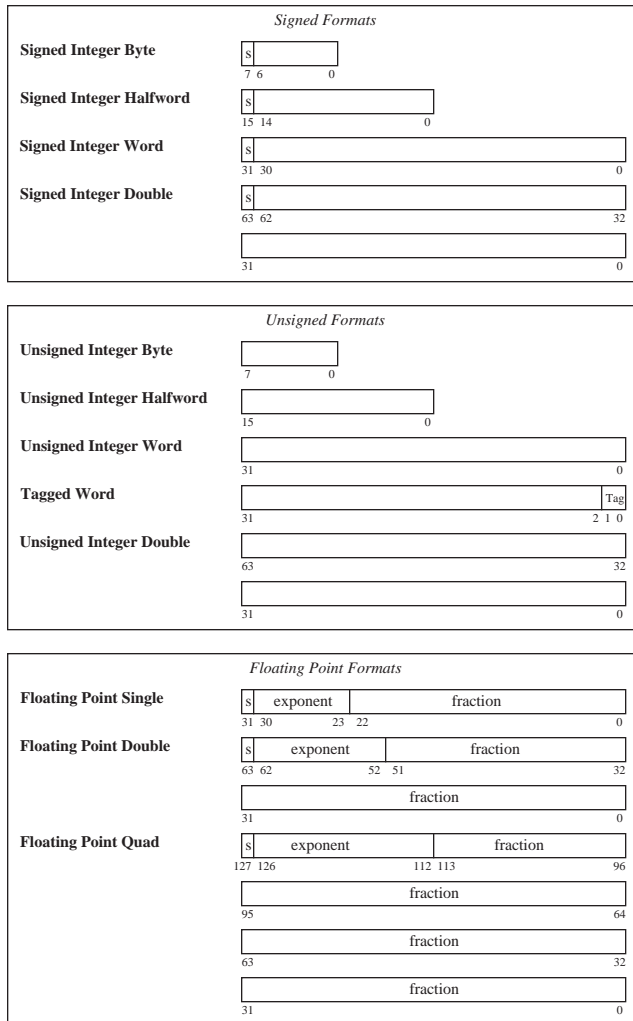 Signed Formats
Signed Integer Byte
s
7 6 0
Signed Integer Halfword
s
15 14 0
Signed Integer Word
s
31 30 0
Signed Integer Double
s
63 62 32
31 0
Unsigned Formats
Unsigned Integer Byte
7 0
Unsigned Integer Halfword
15 0
Unsigned Integer Word
31 0
Tagged Word
Tag
31 2 1 0
Unsigned Integer Double
63 32
31 0
Floating Point Formats
Floating Point Single
s exponent fraction
31 30 23 22 0
Floating Point Double
s exponent fraction
63 62 52 51 32
fraction
31 0
Floating Point Quad
s exponent fraction
127 126 112 113 96
fraction
95 64
fraction
63 32
fraction
31 0